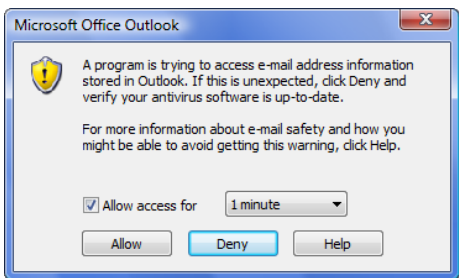 Microsoft Office Outlook
A program is trying to access e-mail address information
stored in Outlook. If this is unexpected, click Deny and
verify your antivirus software is up-to-date.
For more information about e-mail safety and how you
might be able to avoid getting this warning, click Help.
Allow access for 1 minute
Allow Deny Help